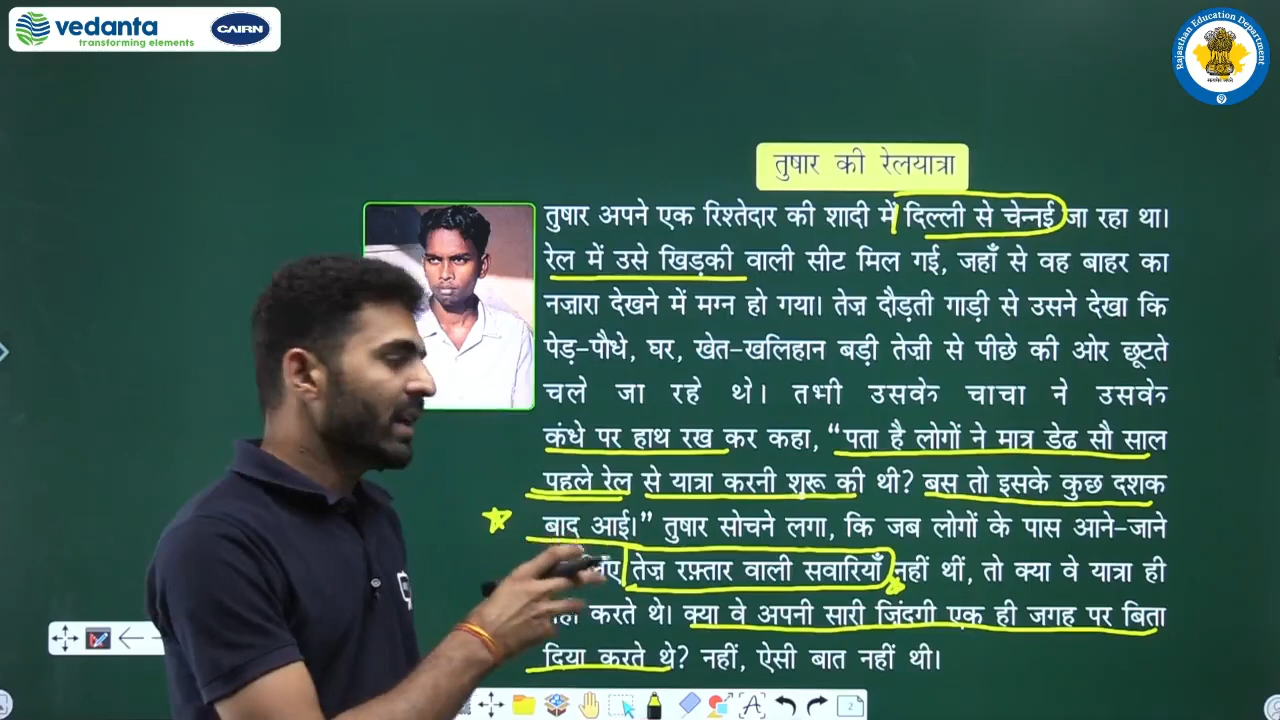 vedanta
transforming elements
CAIRN
Rajasthan Education Department
तुषार की रेलयात्रा
तुषार अपने एक रिश्तेदार की शादी में दिल्ली से चेन्नई जा रहा था।
रेल में उसे खिड़की वाली सीट मिल गई, जहाँ से वह बाहर का
नज़ारा देखने में मग्न हो गया। तेज़ दौड़ती गाड़ी से उसने देखा कि
पेड़-पौधे, घर, खेत-खलिहान बड़ी तेज़ी से पीछे की ओर छूटते
चले जा रहे थे। तभी उसके चाचा ने उसके
कंधे पर हाथ रख कर कहा, “पता है लोगों ने मात्र डेढ सौ साल
पहले रेल से यात्रा करनी शुरू की थी? बस तो इसके कुछ दशक
बाद आई।” तुषार सोचने लगा, कि जब लोगों के पास आने-जाने
तेज़ रफ़्तार वाली सवारियाँ नहीं थीं, तो क्या वे यात्रा ही
करते थे। क्या वे अपनी सारी ज़िंदगी एक ही जगह पर बिता
दिया करते थे? नहीं, ऐसी बात नहीं थी।
2